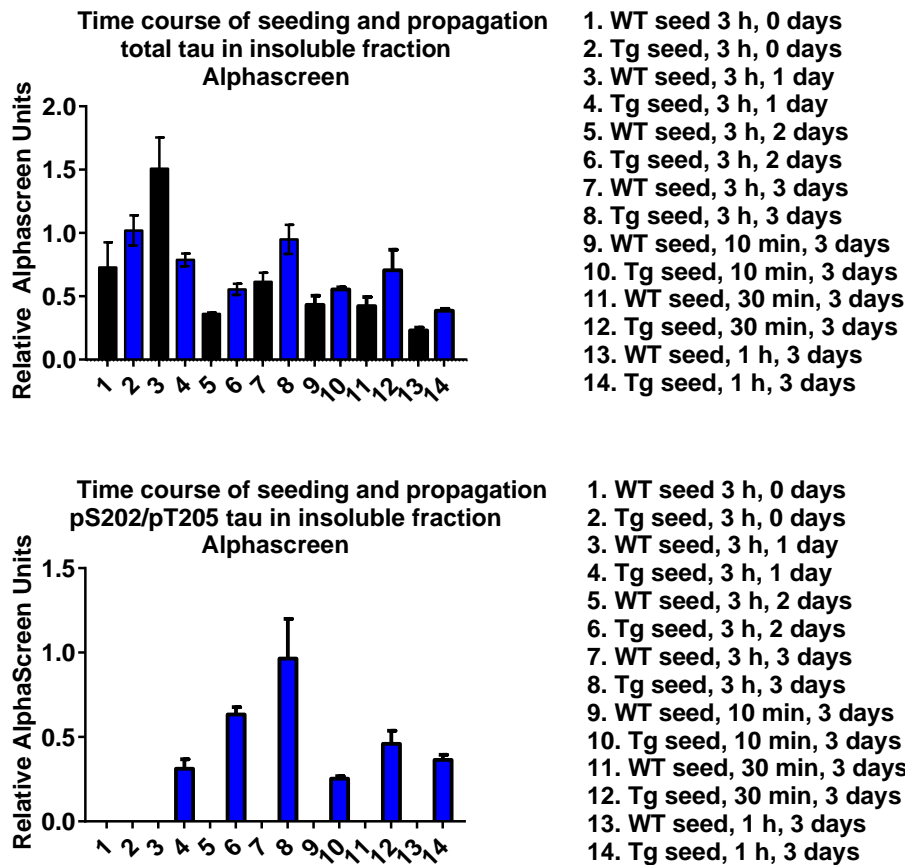 Time course of seeding and propagation
total tau in insoluble fraction
Alphascreen
Relative Alphascreen Units
2.0
1.5
1.0
0.5
0.0
1 2 3 4 5 6 7 8 9 10 11 12 13 14
1. WT seed 3 h, 0 days
2. Tg seed, 3 h, 0 days
3. WT seed, 3 h, 1 day
4. Tg seed, 3 h, 1 day
5. WT seed, 3 h, 2 days
6. Tg seed, 3 h, 2 days
7. WT seed, 3 h, 3 days
8. Tg seed, 3 h, 3 days
9. WT seed, 10 min, 3 days
10. Tg seed, 10 min, 3 days
11. WT seed, 30 min, 3 days
12. Tg seed, 30 min, 3 days
13. WT seed, 1 h, 3 days
14. Tg seed, 1 h, 3 days
Time course of seeding and propagation
pS202/pT205 tau in insoluble fraction
Alphascreen
Relative AlphaScreen Units
1.5
1.0
0.5
0.0
1 2 3 4 5 6 7 8 9 10 11 12 13 14
1. WT seed 3 h, 0 days
2. Tg seed, 3 h, 0 days
3. WT seed, 3 h, 1 day
4. Tg seed, 3 h, 1 day
5. WT seed, 3 h, 2 days
6. Tg seed, 3 h, 2 days
7. WT seed, 3 h, 3 days
8. Tg seed, 3 h, 3 days
9. WT seed, 10 min, 3 days
10. Tg seed, 10 min, 3 days
11. WT seed, 30 min, 3 days
12. Tg seed, 30 min, 3 days
13. WT seed, 1 h, 3 days
14. Tg seed, 1 h, 3 days